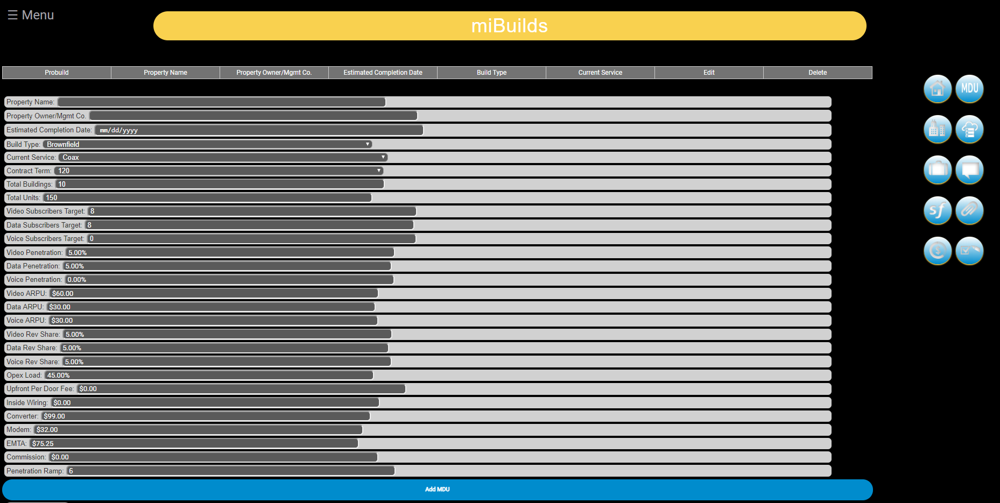 ☰ Menu
miBuilds
Probuild Property Name Property Owner/Mgmt Co. Estimated Completion Date Build Type Current Service Edit Delete
MDU
Property Name:
Property Owner/Mgmt Co.
Estimated Completion Date: mm/dd/yyyy
Build Type: Brownfield
Current Service: Coax
Contract Term: 120
Total Buildings: 10
Total Units: 150
Video Subscribers Target: 8
sf
Data Subscribers Target: 8
Voice Subscribers Target: 0
Video Penetration: 5.00%
Data Penetration: 5.00%
Voice Penetration: 0.00%
Video ARPU: $60.00
Data ARPU: $30.00
Voice ARPU: $30.00
Video Rev Share: 5.00%
Data Rev Share: 5.00%
Voice Rev Share: 5.00%
Opex Load: 45.00%
Upfront Per Door Fee: $0.00
Inside Wiring: $0.00
Converter: $99.00
Modem: $32.00
EMTA: $75.25
Commission: $0.00
Penetration Ramp: 6
Add MDU